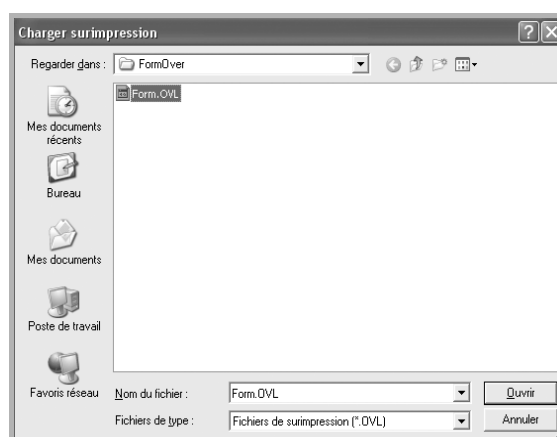 Charger surimpression
Regarder dans :
FormOver
Form.OVL
Mes documents
récents
Bureau
Mes documents
Poste de travail
Favoris réseau
Nom du fichier :
Form.OVL
Ouvrir
Fichiers de type :
Fichiers de surimpression (*.OVL)
Annuler